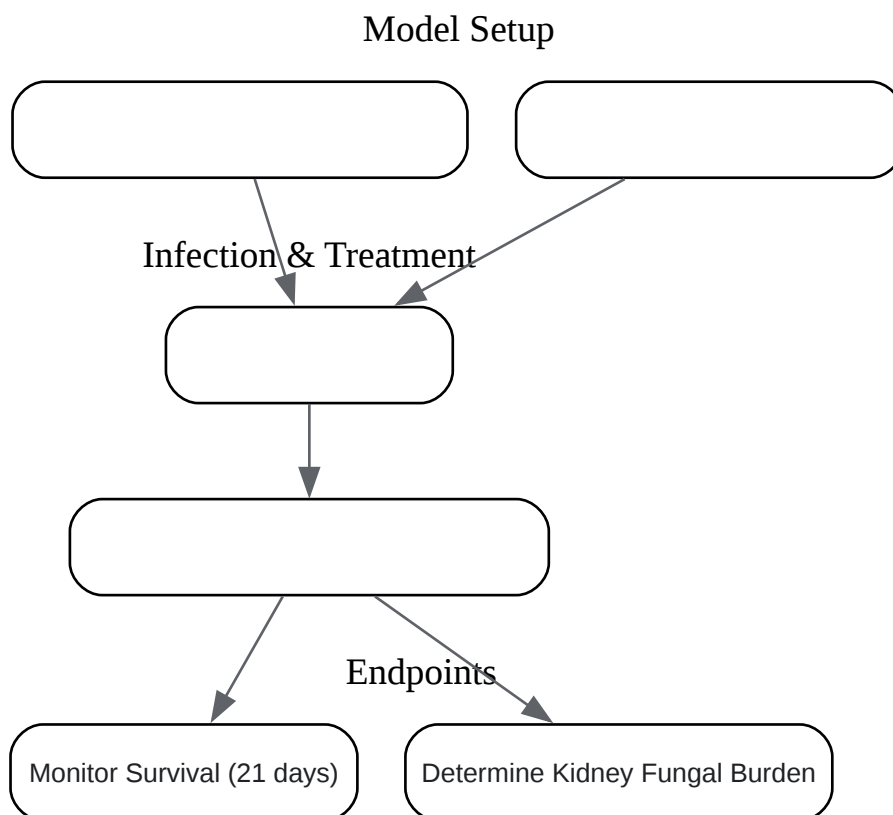 Model Setup
Infection & Treatment
Endpoints
Monitor Survival (21 days)
Determine Kidney Fungal Burden